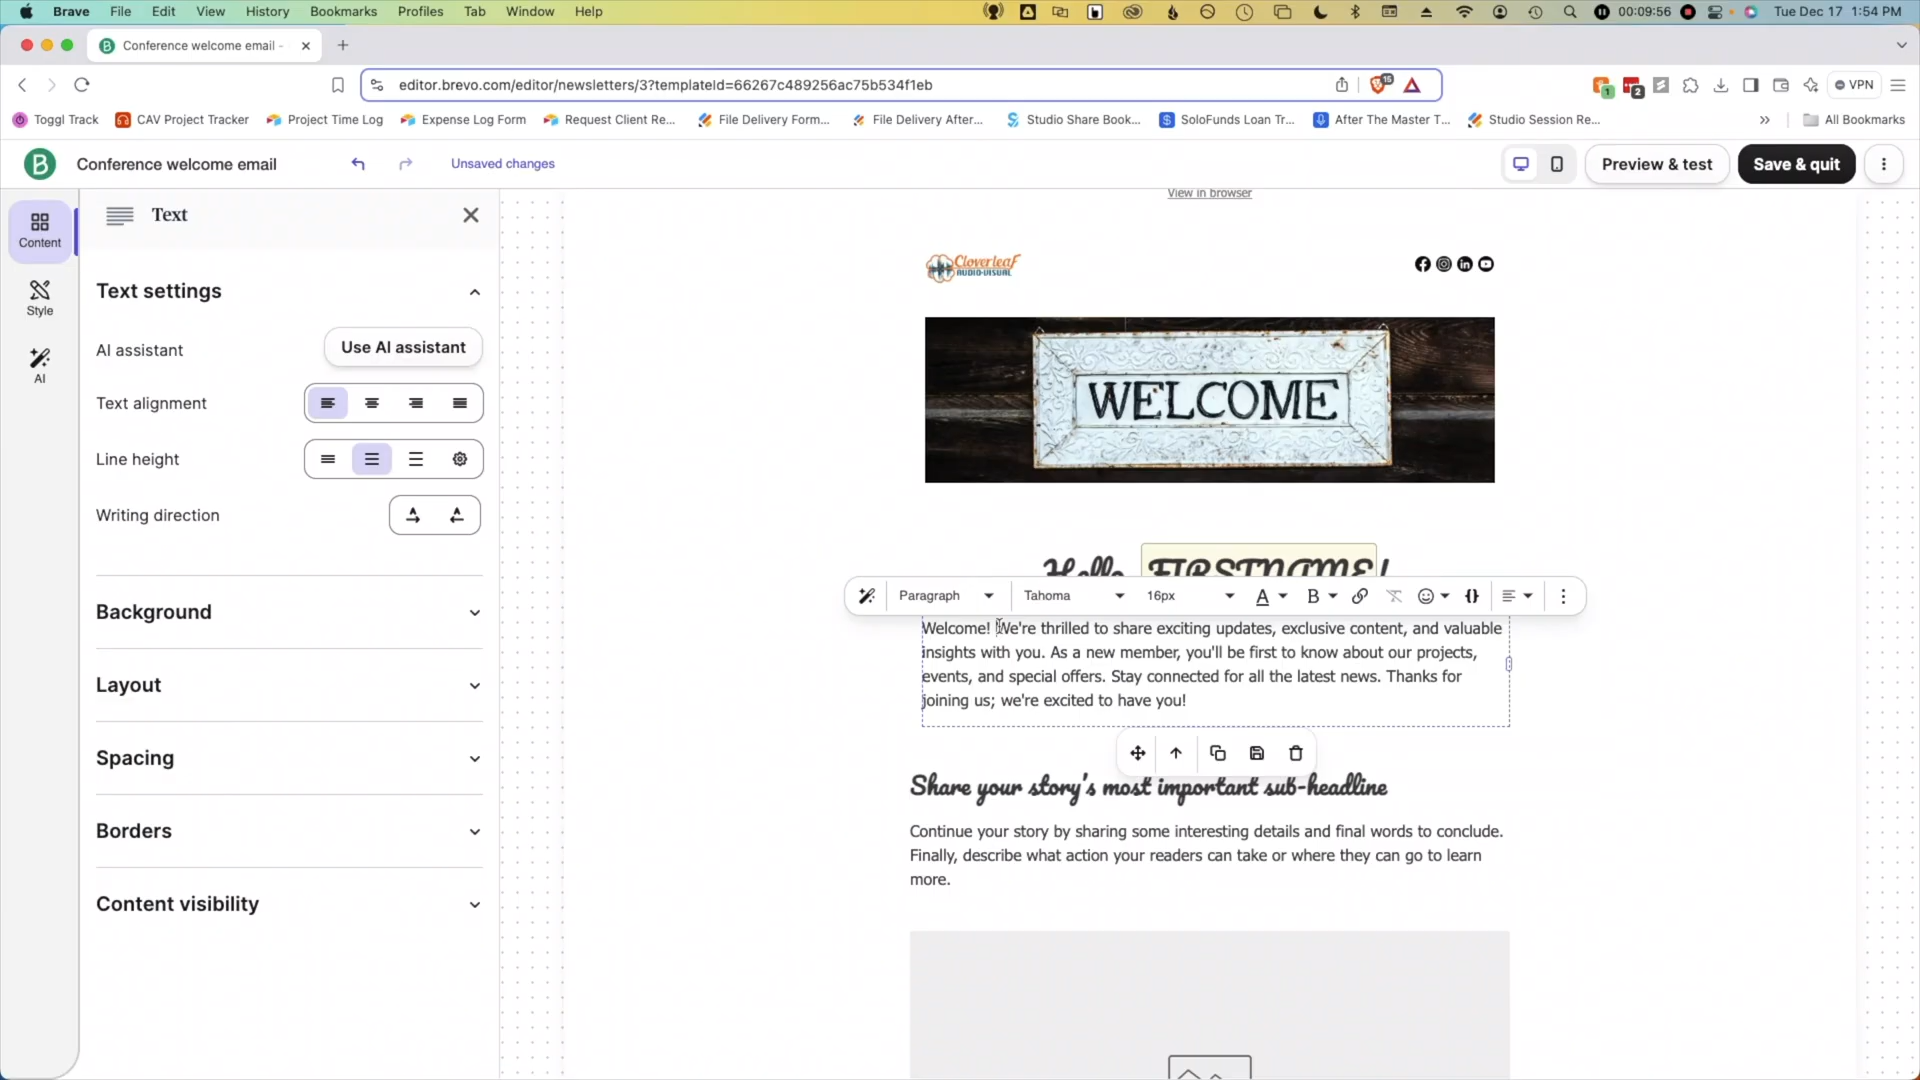 Brave File Edit View History Bookmarks Profiles Tab Window Help 00:09:56 Tue Dec 17 1:54 PM
Conference welcome email -
editor.brevo.com/editor/newsletters/3?templateId=66267c489256ac75b534f1eb 15 1 2 VPN
Toggl Track CAV Project Tracker Project Time Log Expense Log Form Request Client Re... File Delivery Form... File Delivery After... Studio Share Book... SoloFunds Loan Tr... After The Master T... Studio Session Re... All Bookmarks
B Conference welcome email Unsaved changes Preview & test Save & quit
Content
Style
AI
Text
Text settings
AI assistant Use AI assistant
Text alignment
Line height
Writing direction
Background
Layout
Spacing
Borders
Content visibility
View in browser
Cloverleaf
AUDIO-VISUAL
WELCOME
Hello FIRSTNAME!
Paragraph Tahoma 16px A B
Welcome! We're thrilled to share exciting updates, exclusive content, and valuable
insights with you. As a new member, you'll be first to know about our projects,
events, and special offers. Stay connected for all the latest news. Thanks for
joining us; we're excited to have you!
Share your story's most important sub-headline
Continue your story by sharing some interesting details and final words to conclude.
Finally, describe what action your readers can take or where they can go to learn
more.